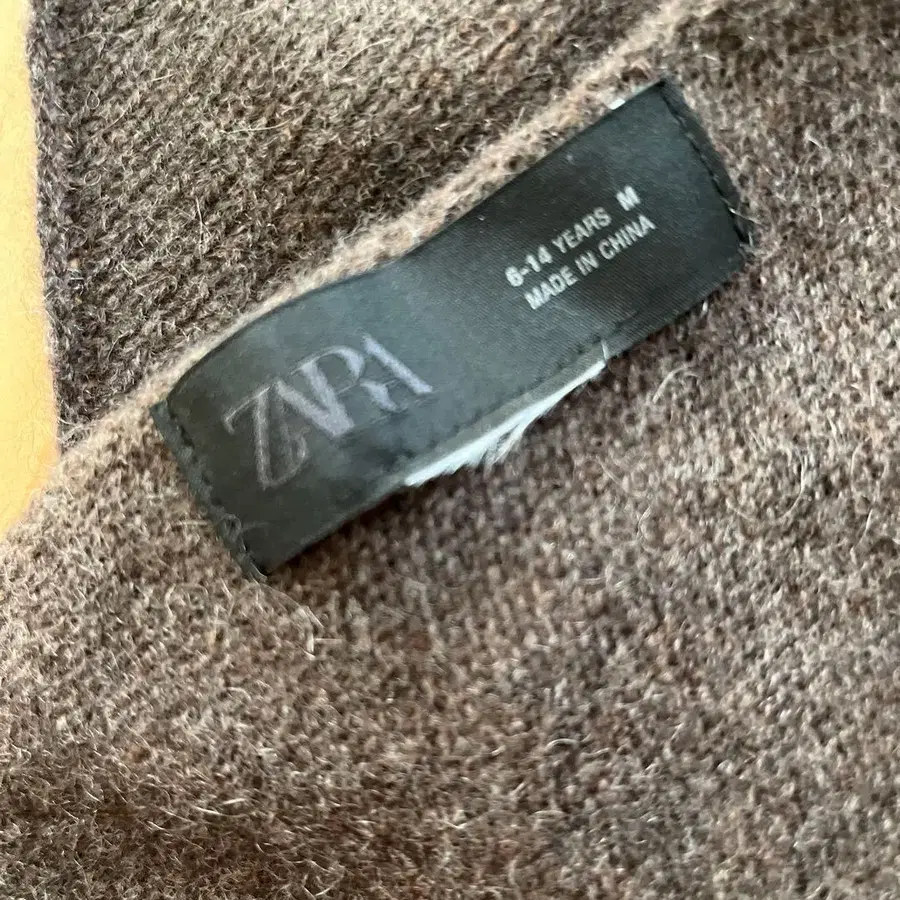 ZARA
6-14 YEARS M
MADE IN CHINA